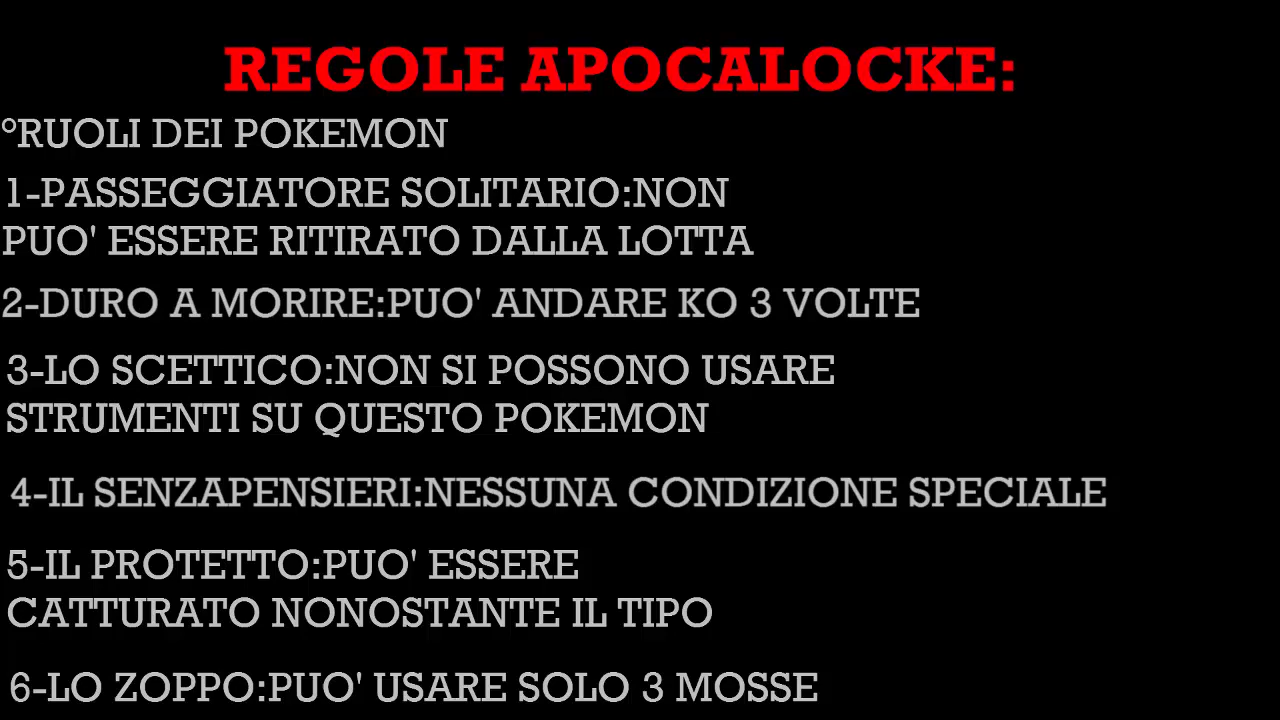 REGOLE APOCALOCKE:
°RUOLI DEI POKEMON
1-PASSEGGIATORE SOLITARIO:NON
PUO' ESSERE RITIRATO DALLA LOTTA
2-DURO A MORIRE:PUO' ANDARE KO 3 VOLTE
3-LO SCETTICO:NON SI POSSONO USARE
STRUMENTI SU QUESTO POKEMON
4-IL SENZAPENSIERI:NESSUNA CONDIZIONE SPECIALE
5-IL PROTETTO:PUO' ESSERE
CATTURATO NONOSTANTE IL TIPO
6-LO ZOPPO:PUO' USARE SOLO 3 MOSSE